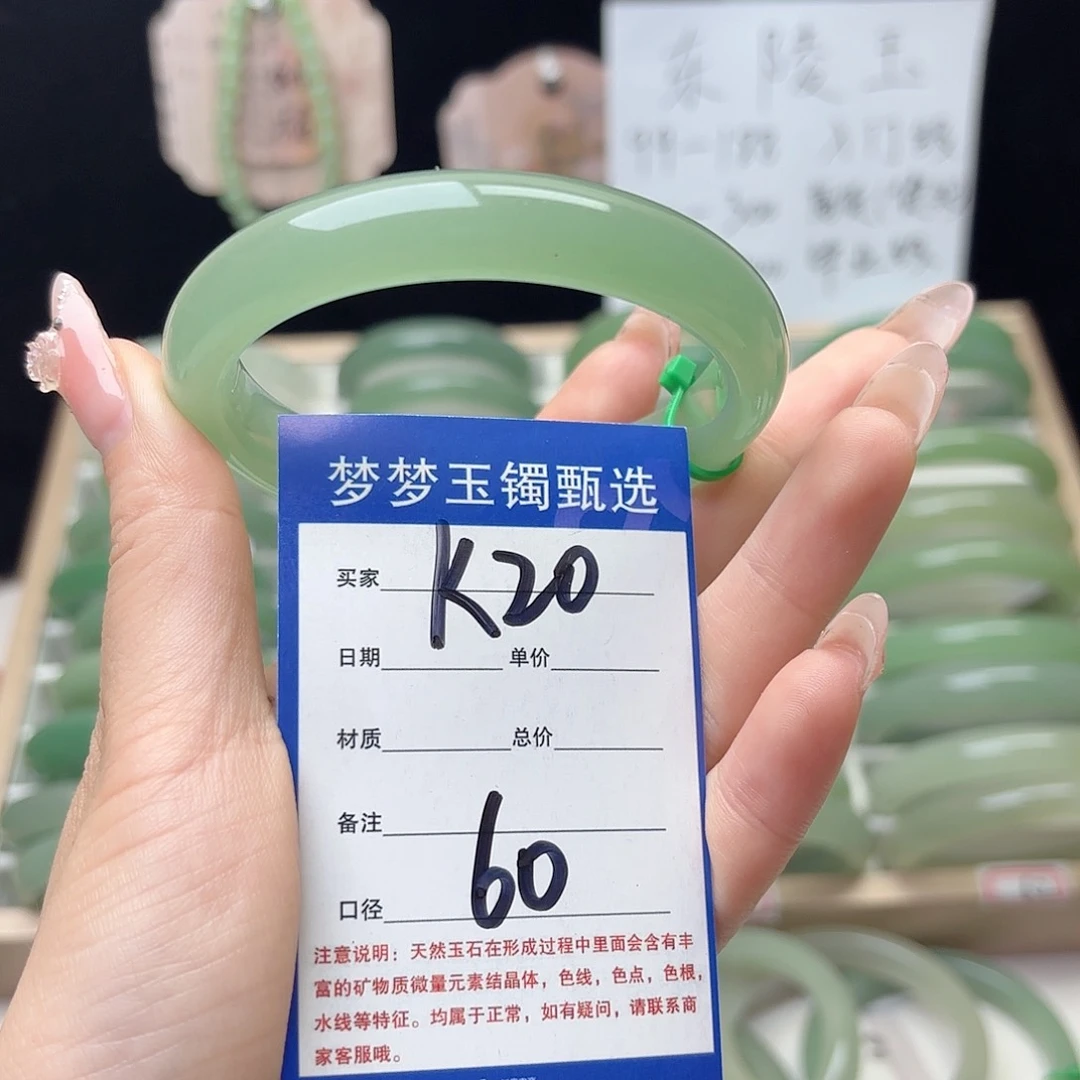 东陵玉
梦梦玉镯甄选
买家 K20
日期 单价
材质 总价
备注
口径 60
注意说明：天然玉石在形成过程中里面会含有丰
富的矿物质微量元素结晶体，色线，色点，色根，
水线等特征。均属于正常，如有疑问，请联系商
家客服哦。